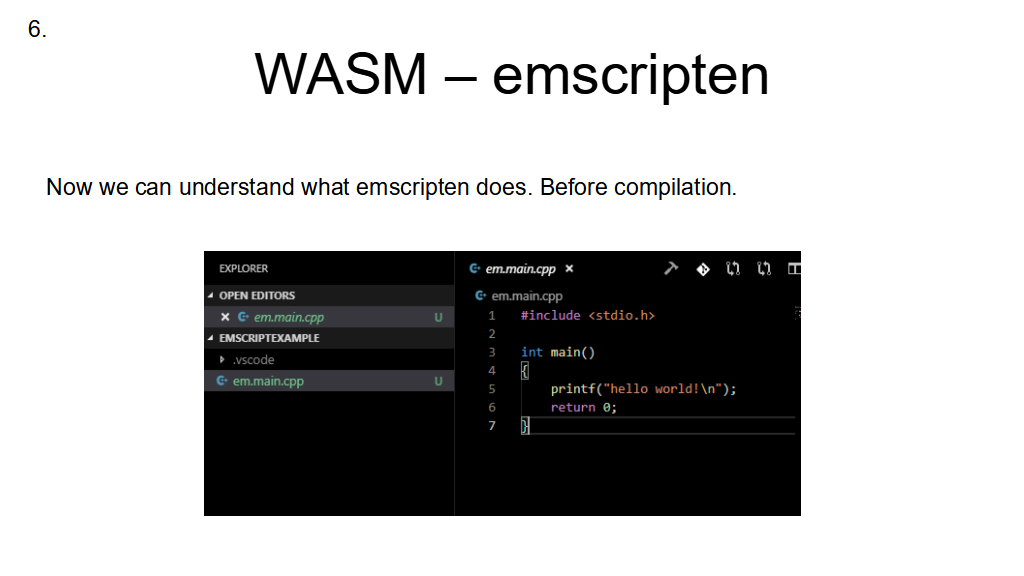 6.
WASM – emscripten
Now we can understand what emscripten does. Before compilation.
EXPLORER
OPEN EDITORS
em.main.cpp U
EMSCRIPTEXAMPLE
.vscode
em.main.cpp U
em.main.cpp
em.main.cpp
1 #include <stdio.h>
2
3 int main()
4 {
5 printf("hello world!\n");
6 return 0;
7 }